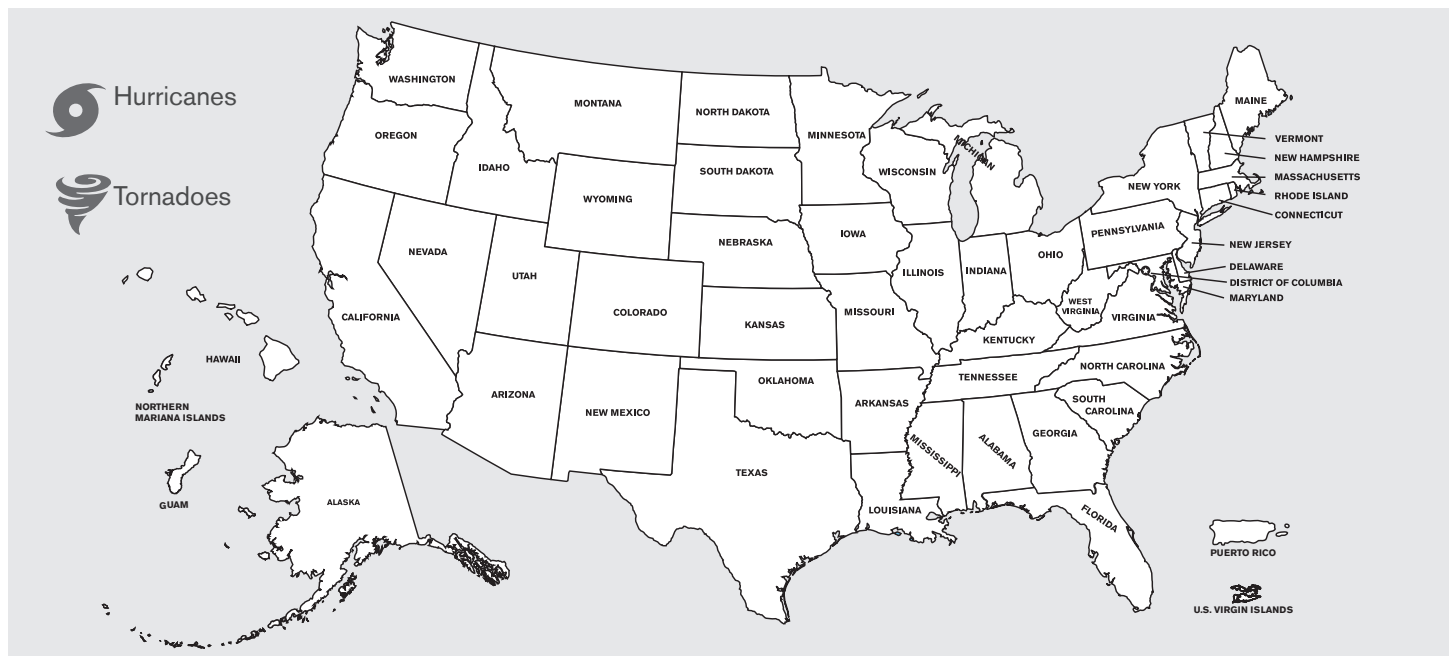 Hurricanes
Tornadoes
WASHINGTON
OREGON
IDAHO
MONTANA
WYOMING
NORTH DAKOTA
SOUTH DAKOTA
NEBRASKA
MINNESOTA
WISCONSIN
MICHIGAN
IOWA
NEVADA
UTAH
COLORADO
CALIFORNIA
KANSAS
MISSOURI
ILLINOIS
INDIANA
OHIO
PENNSYLVANIA
NEW YORK
MAINE
VERMONT
NEW HAMPSHIRE
MASSACHUSETTS
RHODE ISLAND
CONNECTICUT
NEW JERSEY
DELAWARE
DISTRICT OF COLUMBIA
MARYLAND
WEST
VIRGINIA
VIRGINIA
KENTUCKY
TENNESSEE
NORTH CAROLINA
SOUTH
CAROLINA
ARIZONA
NEW MEXICO
OKLAHOMA
ARKANSAS
TEXAS
LOUISIANA
MISSISSIPPI
ALABAMA
GEORGIA
FLORIDA
HAWAII
NORTHERN
MARIANA ISLANDS
GUAM
ALASKA
PUERTO RICO
U.S. VIRGIN ISLANDS